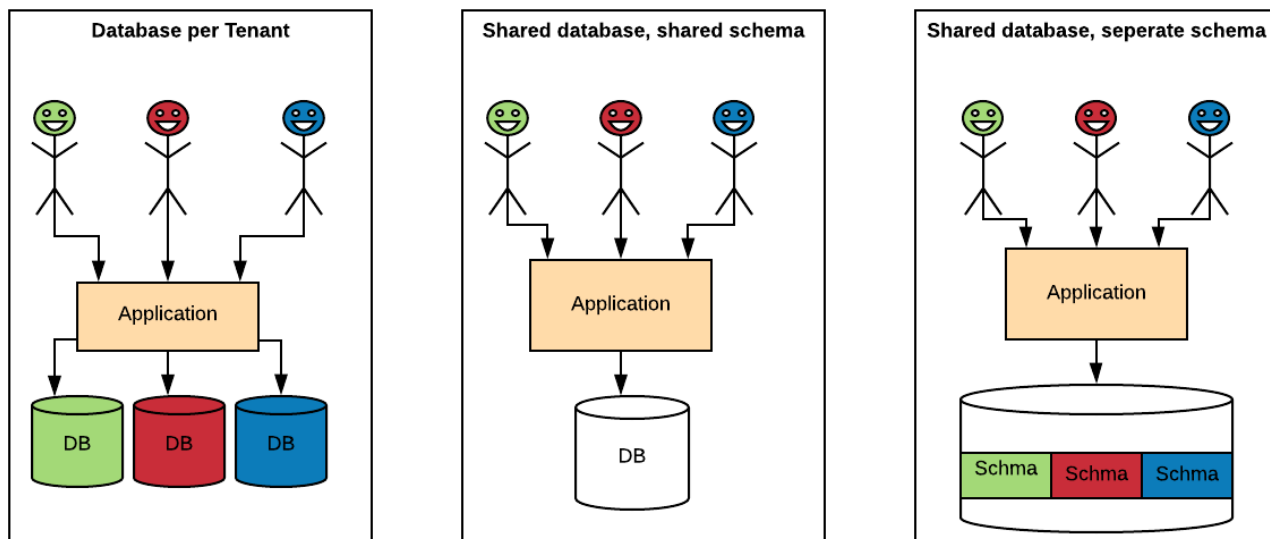 Database per Tenant
Application
DB
DB
DB
Shared database, shared schema
Application
DB
Shared database, seperate schema
Application
Schma
Schma
Schma